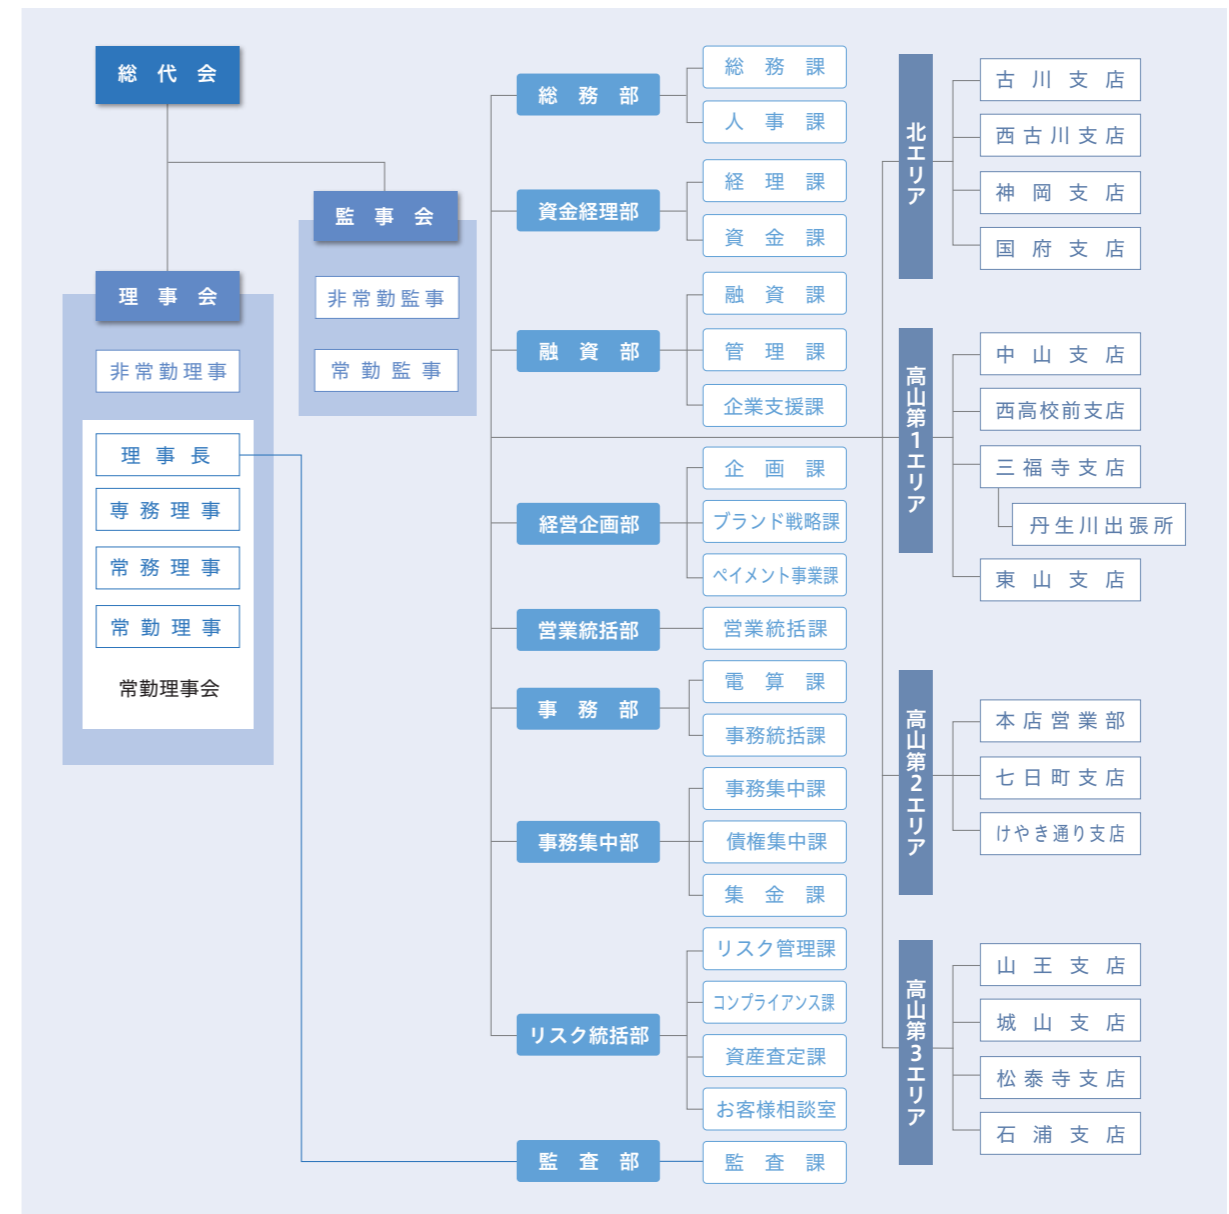 総代会
監事会
非常勤監事
常勤監事
理事会
非常勤理事
理事長
専務理事
常務理事
常勤理事
常勤理事会
総務部
総務課
人事課
資金経理部
経理課
資金課
融資部
融資課
管理課
企業支援課
経営企画部
企画課
ブランド戦略課
ペイメント事業課
営業統括部
営業統括課
事務部
電算課
事務統括課
事務集中部
事務集中課
債権集中課
集金課
リスク統括部
リスク管理課
コンプライアンス課
資産査定課
お客様相談室
監査部
監査課
北エリア
古川支店
西古川支店
神岡支店
国府支店
高山第1エリア
中山支店
西高校前支店
三福寺支店
丹生川出張所
東山支店
高山第2エリア
本店営業部
七日町支店
けやき通り支店
高山第3エリア
山王支店
城山支店
松泰寺支店
石浦支店